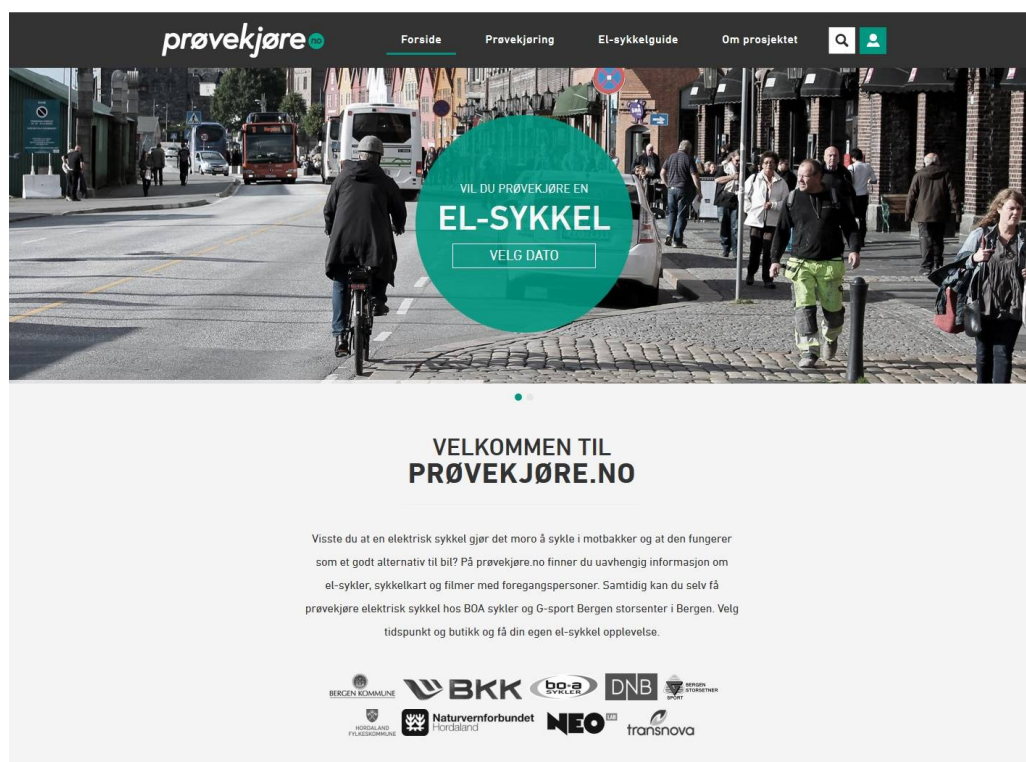 prøvekjøre no
Forside Prøvekjøring El-sykkelguide Om prosjektet
VIL DU PRØVEKJØRE EN
EL-SYKKEL
VELG DATO
VELKOMMEN TIL
PRØVEKJØRE.NO
Visste du at en elektrisk sykkel gjør det moro å sykle i motbakker og at den fungerer
som et godt alternativ til bil? På prøvekjøre.no finner du uavhengig informasjon om
el-sykler, sykkelkart og filmer med foregangspersoner. Samtidig kan du selv få
prøvekjøre elektrisk sykkel hos BOA sykler og G-sport Bergen storsenter i Bergen. Velg
tidspunkt og butikk og få din egen el-sykkel opplevelse.
BERGEN KOMMUNE
BKK
bo-a
SYKLER
DNB
SPORT
BERGEN
STORSETNER
HORDALAND
FYLKESKOMMUNE
Naturvernforbundet
Hordaland
NEO LAB
transnova